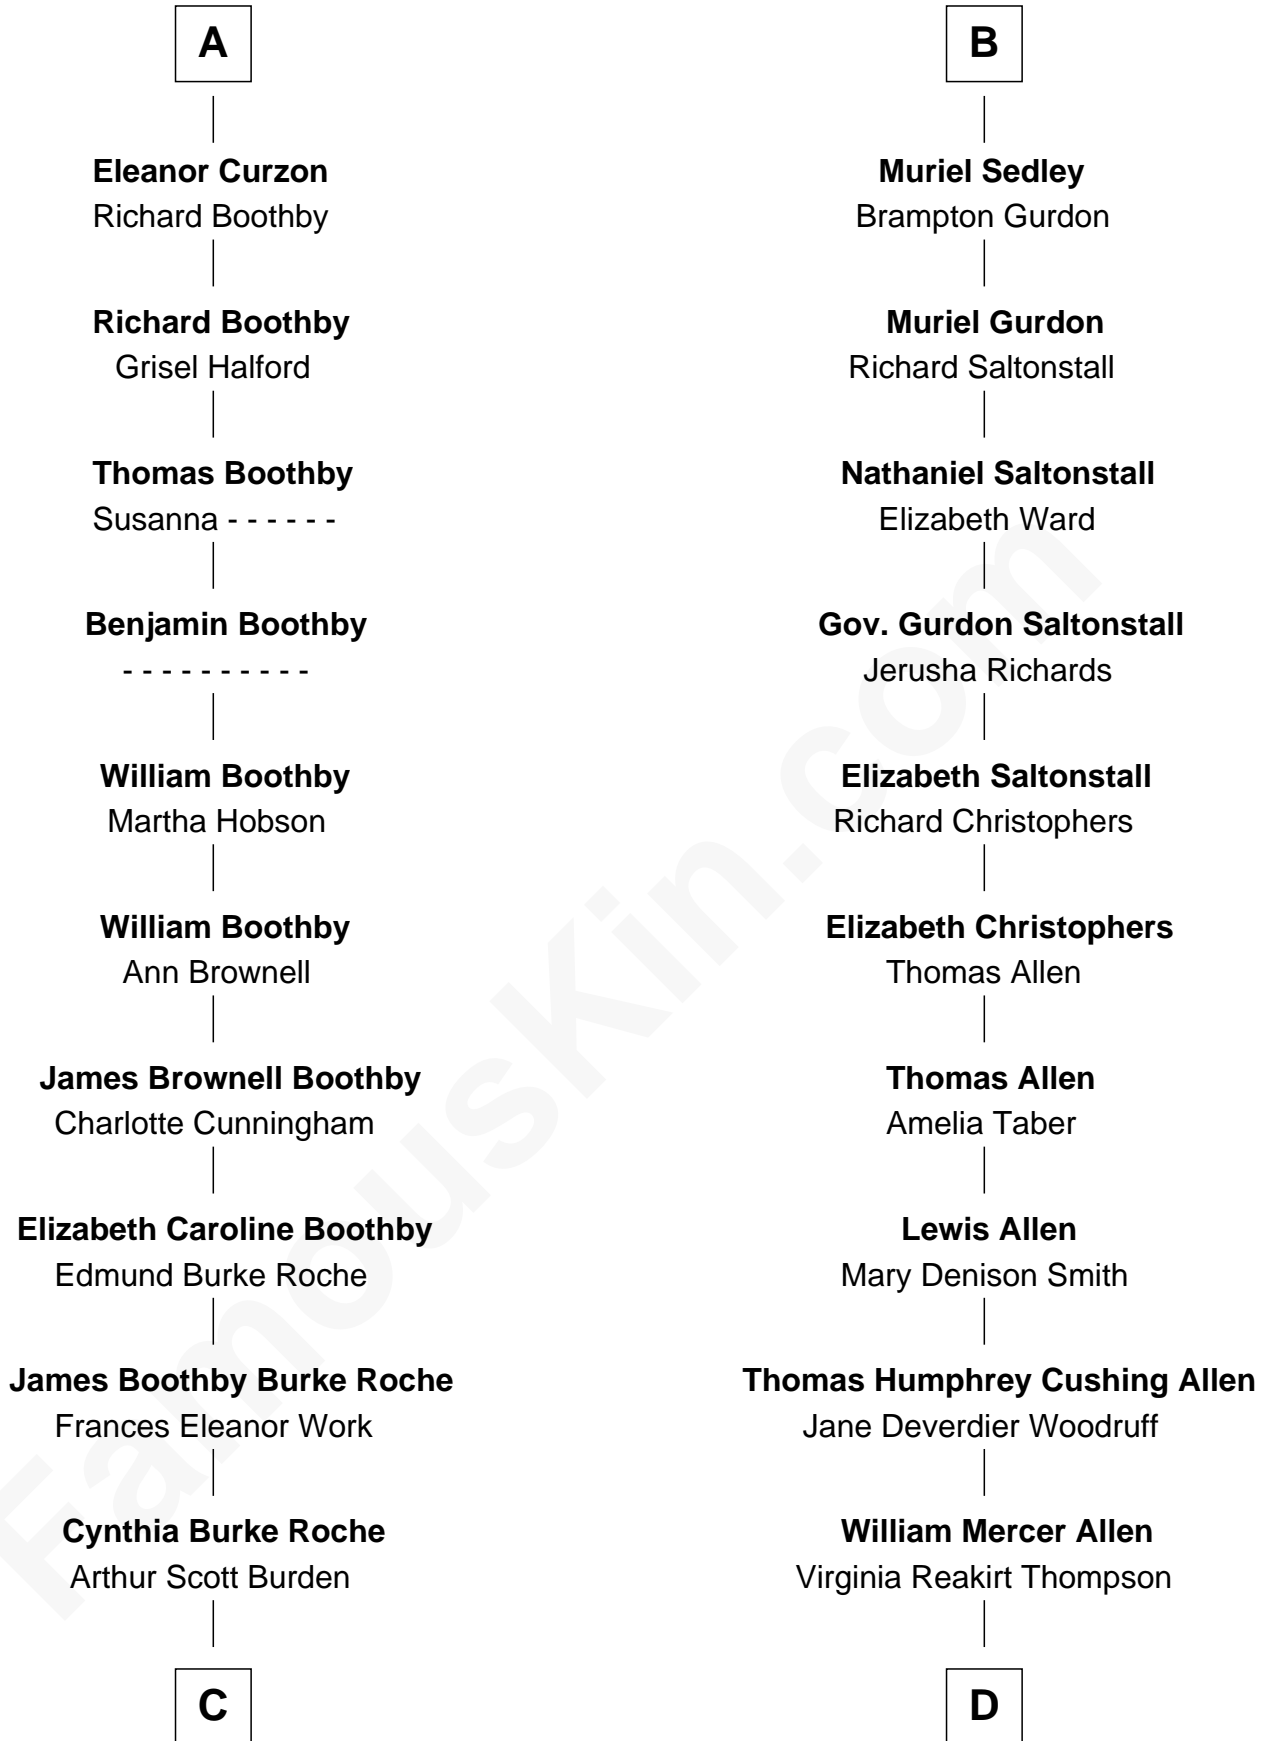 A
Eleanor Curzon
Richard Boothby
Richard Boothby
Grisel Halford
Thomas Boothby
Susanna - - - - - -
Benjamin Boothby
- - - - - - - - - -
William Boothby
Martha Hobson
William Boothby
Ann Brownell
James Brownell Boothby
Charlotte Cunningham
Elizabeth Caroline Boothby
Edmund Burke Roche
James Boothby Burke Roche
Frances Eleanor Work
Cynthia Burke Roche
Arthur Scott Burden
C
B
Muriel Sedley
Brampton Gurdon
Muriel Gurdon
Richard Saltonstall
Nathaniel Saltonstall
Elizabeth Ward
Gov. Gurdon Saltonstall
Jerusha Richards
Elizabeth Saltonstall
Richard Christophers
Elizabeth Christophers
Thomas Allen
Thomas Allen
Amelia Taber
Lewis Allen
Mary Denison Smith
Thomas Humphrey Cushing Allen
Jane Deverdier Woodruff
William Mercer Allen
Virginia Reakirt Thompson
D
FamousKin.com